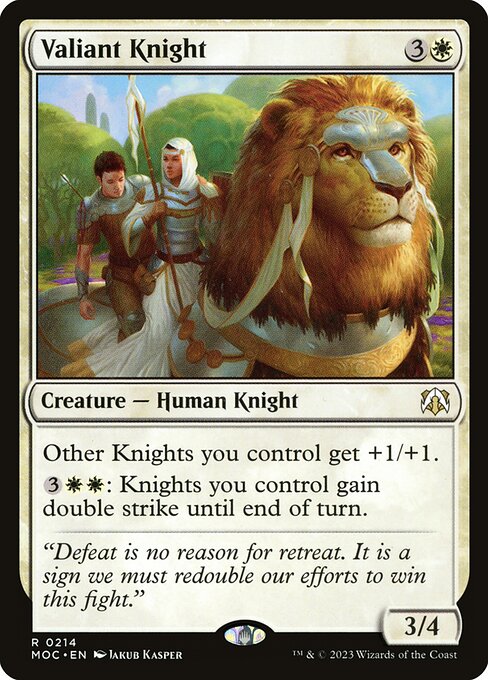 Valiant Knight 3
Creature — Human Knight
Other Knights you control get +1/+1.
3: Knights you control gain
double strike until end of turn.
“Defeat is no reason for retreat. It is a
sign we must redouble our efforts to win
this fight.”
3/4
R 0214
MOC • EN Jakub Kasper
™ & © 2023 Wizards of the Coast